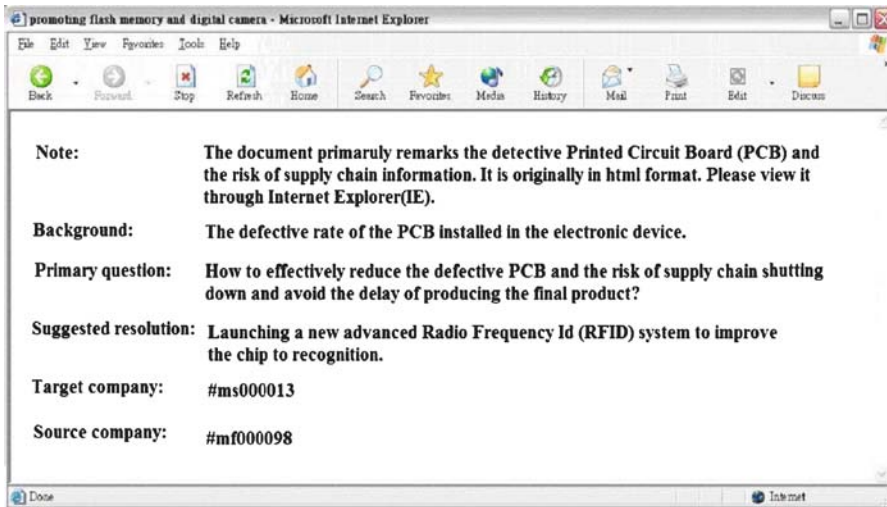 promoting flash memory and digital camera - Microsoft Internet Explorer
File Edit View Favorites Tools Help
Back Forward Stop Refresh Home Search Favorites Media History Mail Print Edit Discuss
Note: The document primaruly remarks the detective Printed Circuit Board (PCB) and
the risk of supply chain information. It is originally in html format. Please view it
through Internet Explorer(IE).
Background: The defective rate of the PCB installed in the electronic device.
Primary question: How to effectively reduce the defective PCB and the risk of supply chain shutting
down and avoid the delay of producing the final product?
Suggested resolution: Launching a new advanced Radio Frequency Id (RFID) system to improve
the chip to recognition.
Target company: #ms000013
Source company: #mf000098
Done Internet